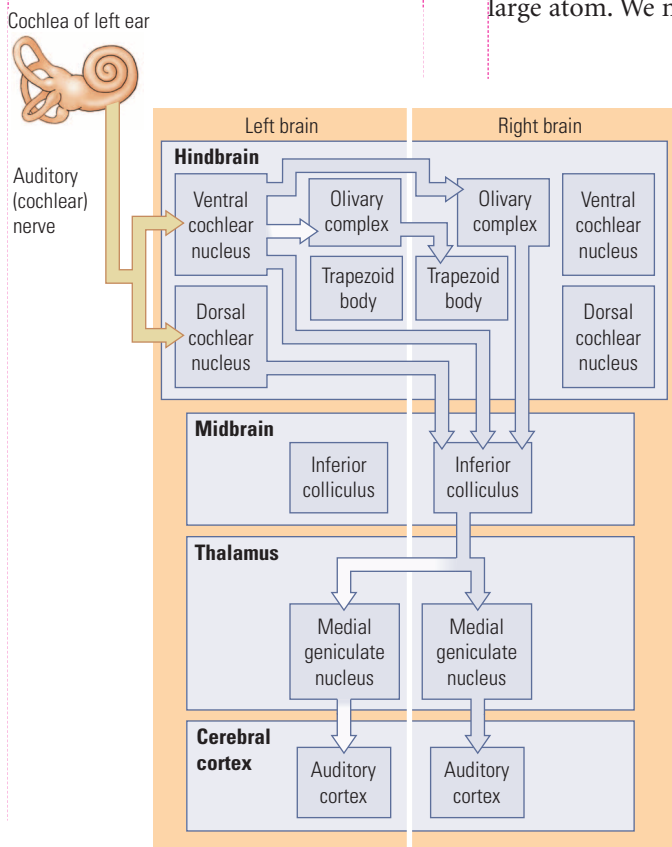 large atom. We
Cochlea of left ear
Auditory
(cochlear)
nerve
Left brain
Right brain
Hindbrain
Ventral
cochlear
nucleus
Olivary
complex
Olivary
complex
Ventral
cochlear
nucleus
Trapezoid
body
Trapezoid
body
Dorsal
cochlear
nucleus
Dorsal
cochlear
nucleus
Midbrain
Inferior
colliculus
Inferior
colliculus
Thalamus
Medial
geniculate
nucleus
Medial
geniculate
nucleus
Cerebral
cortex
Auditory
cortex
Auditory
cortex